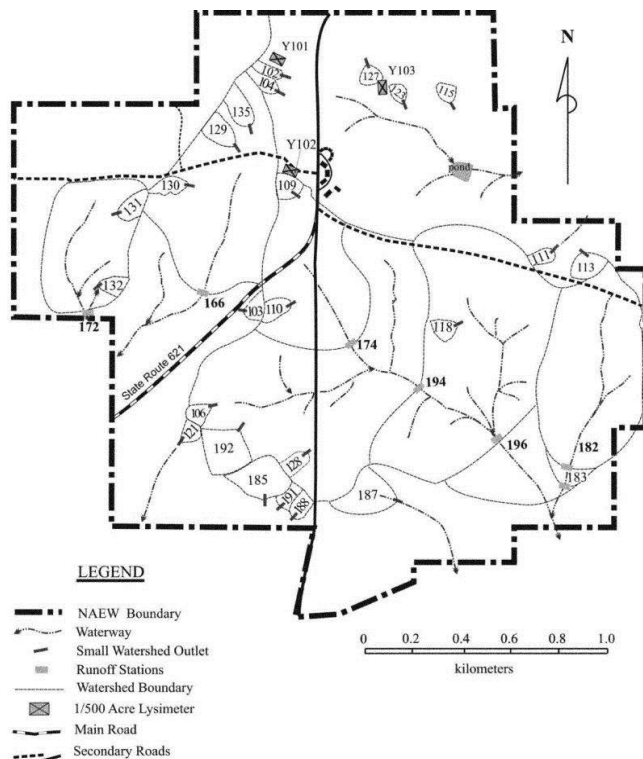 Y101
N
127
Y103
102
104
123
115
135
129
Y102
pond
130
109
131
111
113
132
166
103
110
172
118
174
State Route 621
194
106
121
192
196
182
128
185
183
191
187
188
LEGEND
NAEW Boundary
Waterway
Small Watershed Outlet
Runoff Stations
Watershed Boundary
1/500 Acre Lysimeter
Main Road
Secondary Roads
0 0.2 0.4 0.6 0.8 1.0
kilometers